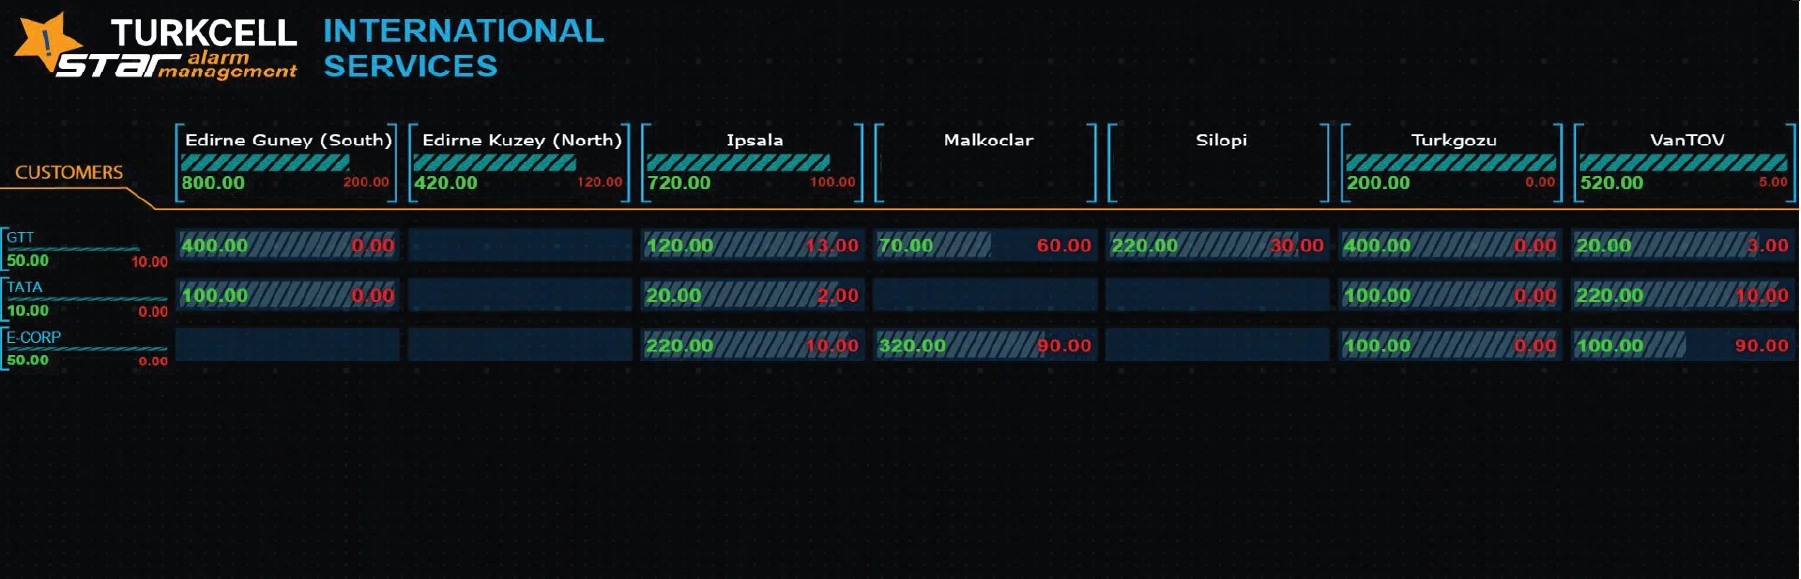 TURKCELL
STAR alarm management
INTERNATIONAL
SERVICES
CUSTOMERS
Edirne Guney (South)
800.00 200.00
Edirne Kuzey (North)
420.00 120.00
Ipsala
720.00 100.00
Malkoclar
Silopi
Turkgozu
200.00 0.00
VanTOV
520.00 5.00
GTT
50.00 10.00
400.00 0.00 120.00 13.00 70.00 60.00 220.00 30.00 400.00 0.00 20.00 3.00
TATA
10.00 0.00
100.00 0.00 20.00 2.00 100.00 0.00 220.00 10.00
E-CORP
50.00 0.00
220.00 10.00 320.00 90.00 100.00 0.00 100.00 90.00